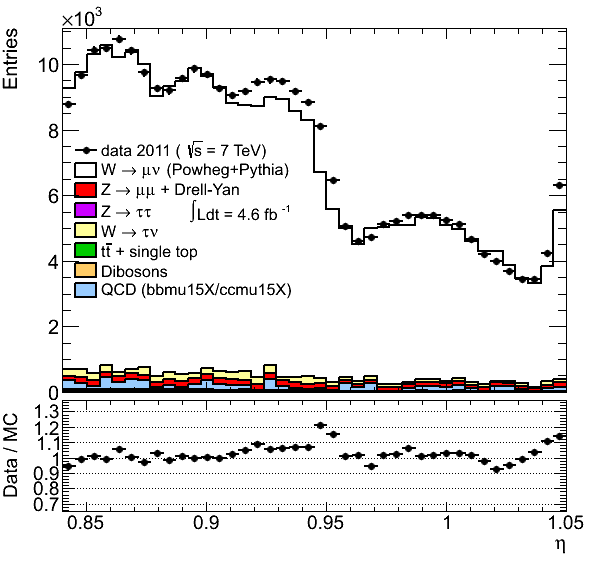 ×10³
Entries
10
8
6
4
2
0
data 2011 ( √s = 7 TeV)
W → μν (Powheg+Pythia)
Z → μμ + Drell-Yan
Z → ττ
∫Ldt = 4.6 fb⁻¹
W → τν
tt̄ + single top
Dibosons
QCD (bbmu15X/ccmu15X)
Data / MC
1.3
1.2
1.1
1
0.9
0.8
0.7
0.85
0.9
0.95
1
1.05
η